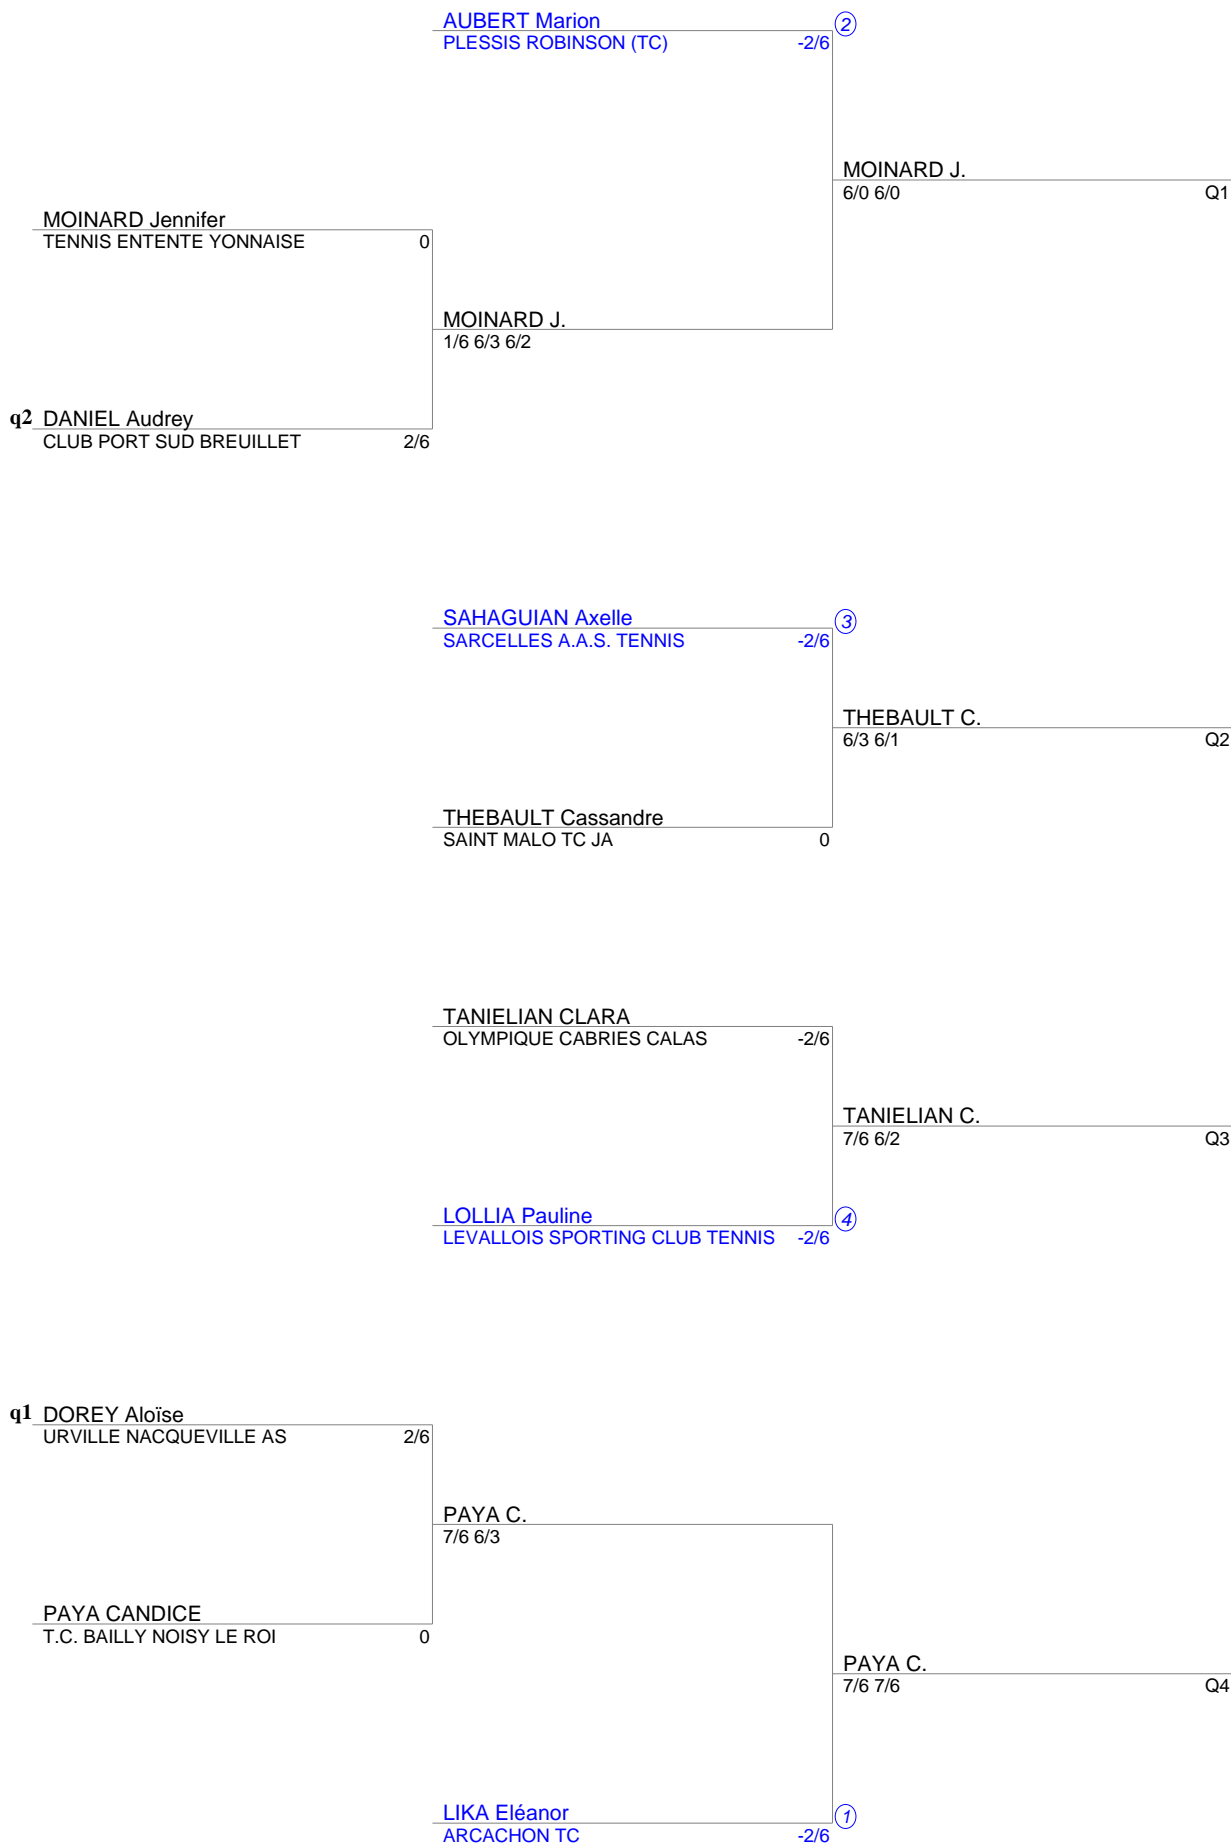 AUBERT Marion 2
PLESSIS ROBINSON (TC) -2/6
MOINARD J.
6/0 6/0 Q1
MOINARD Jennifer
TENNIS ENTENTE YONNAISE 0
MOINARD J.
1/6 6/3 6/2
q2 DANIEL Audrey
CLUB PORT SUD BREUILLET 2/6
SAHAGUIAN Axelle 3
SARCELLES A.A.S. TENNIS -2/6
THEBAULT C.
6/3 6/1 Q2
THEBAULT Cassandre
SAINT MALO TC JA 0
TANIELIAN CLARA
OLYMPIQUE CABRIES CALAS -2/6
TANIELIAN C.
7/6 6/2 Q3
LOLLIA Pauline 4
LEVALLOIS SPORTING CLUB TENNIS -2/6
q1 DOREY Aloïse
URVILLE NACQUEVILLE AS 2/6
PAYA C.
7/6 6/3
PAYA CANDICE
T.C. BAILLY NOISY LE ROI 0
PAYA C.
7/6 7/6 Q4
LIKA Eléanor 1
ARCACHON TC -2/6